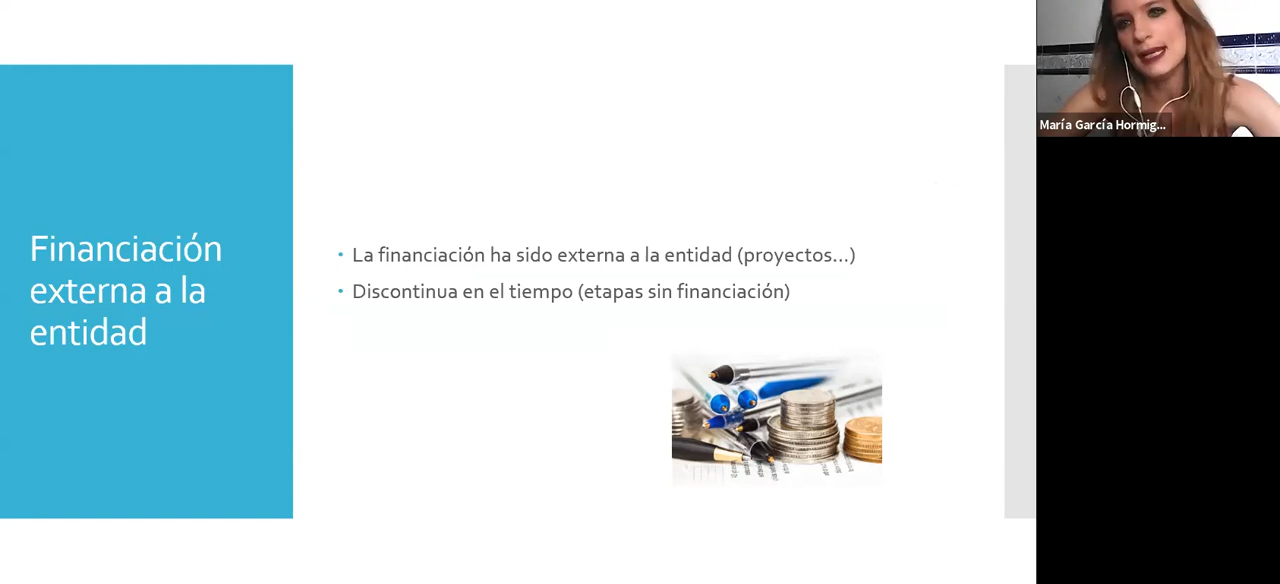 María García Hormig...
Financiación
externa a la
entidad
• La financiación ha sido externa a la entidad (proyectos...)
• Discontinua en el tiempo (etapas sin financiación)